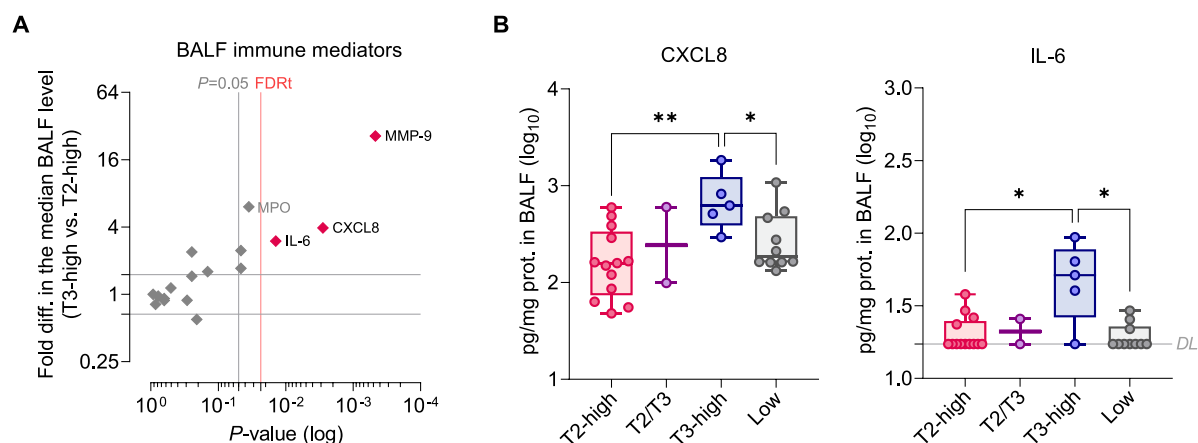 A
BALF immune mediators
P=0.05 FDRt
Fold diff. in the median BALF level
(T3-high vs. T2-high)
64
16
4
1
0.25
MMP-9
MPO
CXCL8
IL-6
10⁰ 10⁻¹ 10⁻² 10⁻³ 10⁻⁴
P-value (log)
B
CXCL8
pg/mg prot. in BALF (log₁₀)
4
3
2
1
** *
T2-high T2/T3 T3-high Low
IL-6
pg/mg prot. in BALF (log₁₀)
3.0
2.5
2.0
1.5
1.0
* *
DL
T2-high T2/T3 T3-high Low